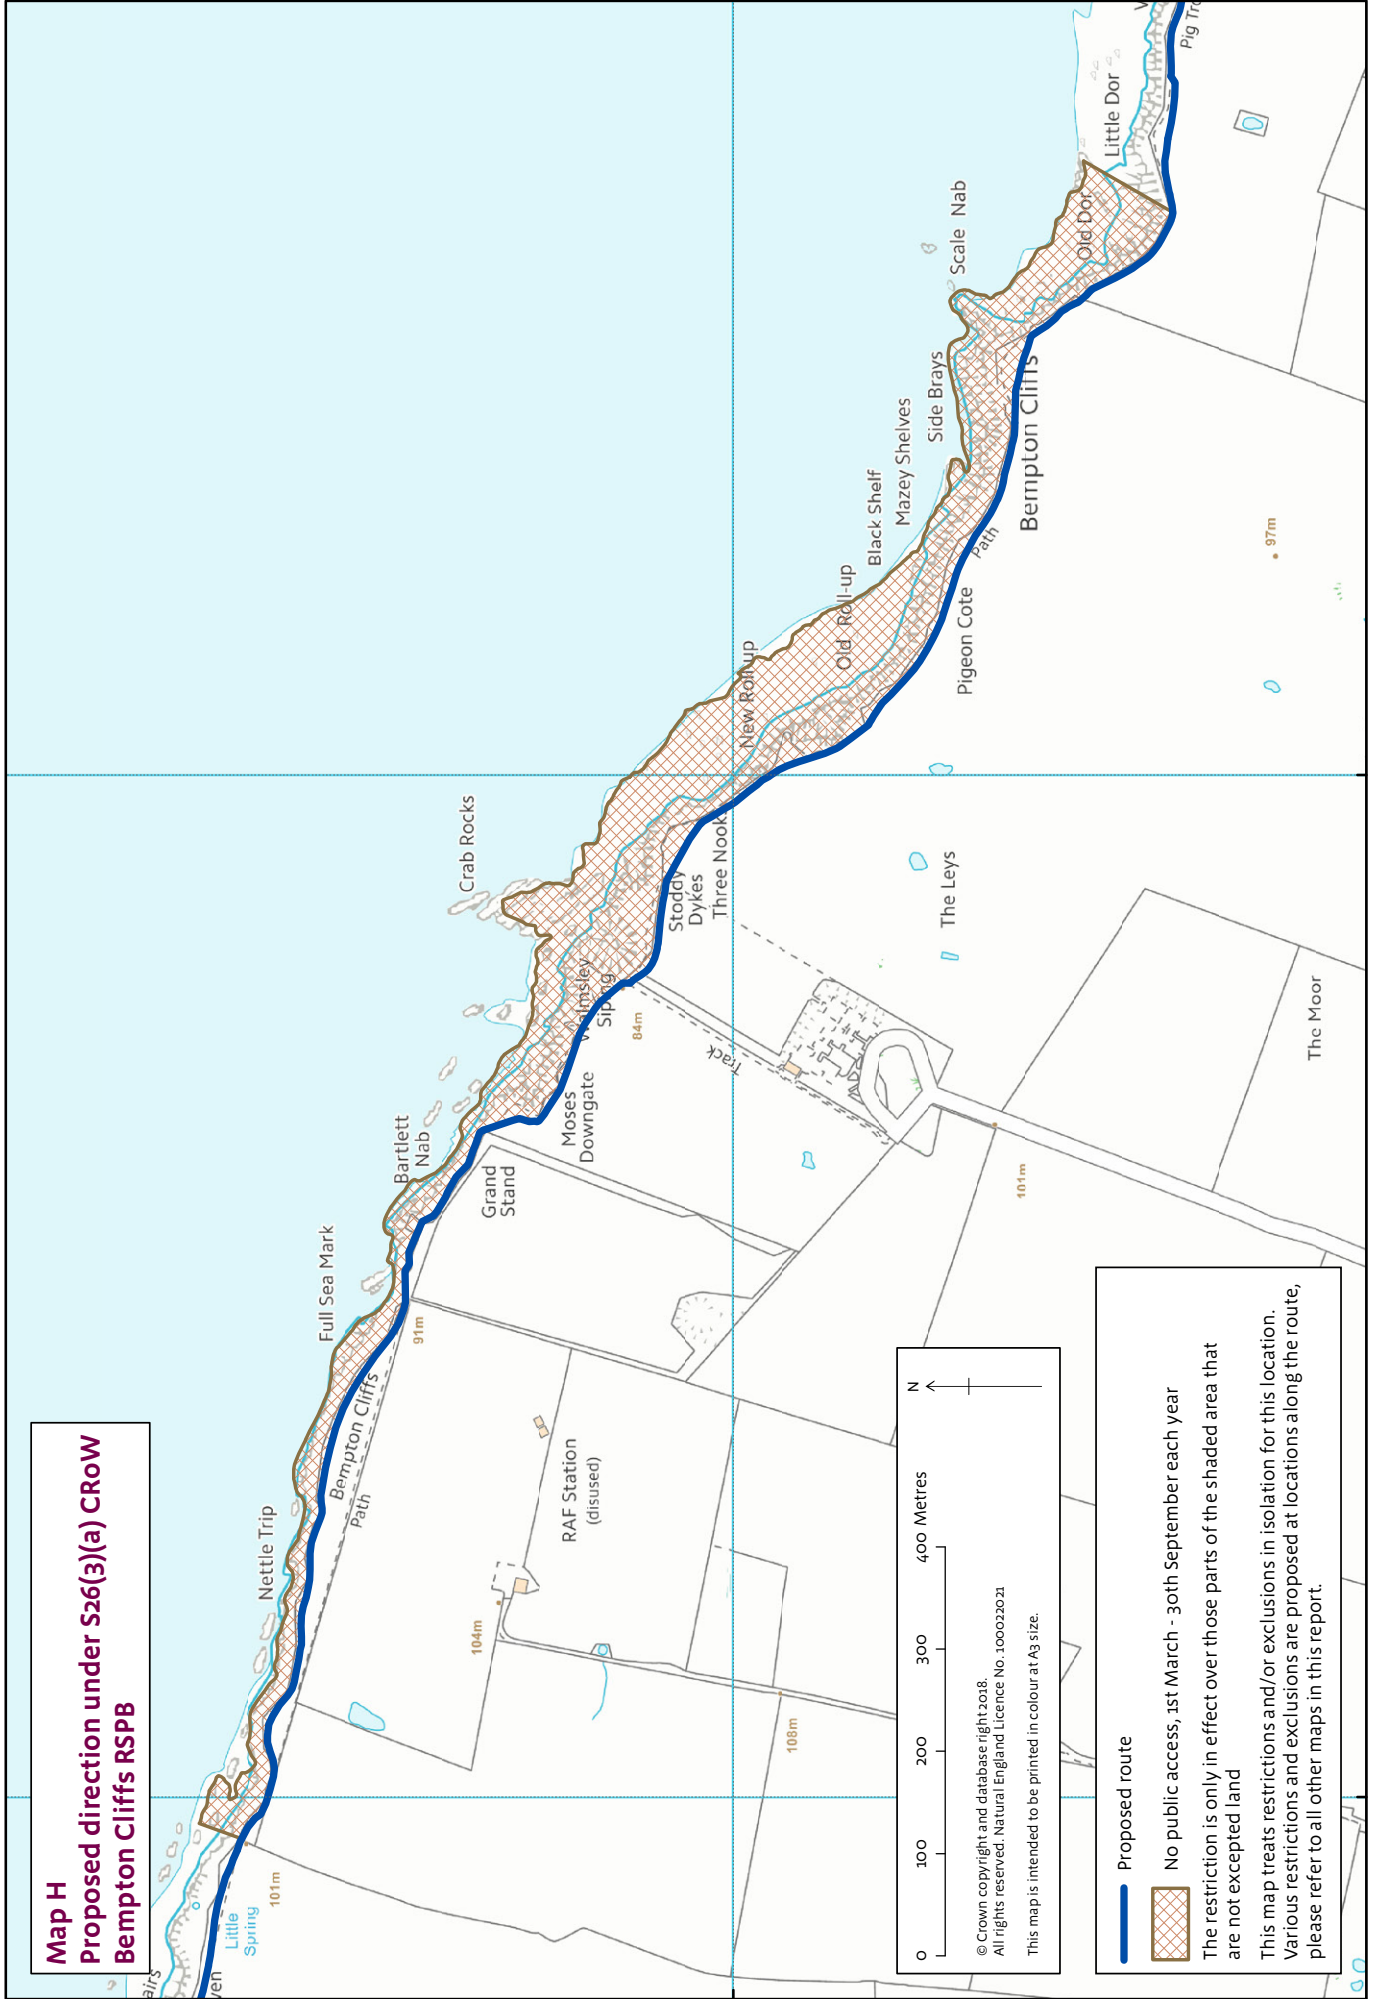 Map H
Proposed direction under S26(3)(a) CRoW
Bempton Cliffs RSPB
airs
ven
Little
Spring
101m
Nettle Trip
Bempton Cliffs
Path
Full Sea Mark
91m
Bartlett
Nab
Grand
Stand
Moses
Downgate
Crab Rocks
Walmsley
Sipling
84m
Track
Stoddy
Dykes
Three Nooks
New Roll-up
Old Roll-up
Black Shelf
Mazey Shelves
Side Brays
Scale Nab
Old Dor
Little Dor
Pig Tro
Pigeon Cote
Path
Bempton Cliffs
97m
The Leys
The Moor
101m
RAF Station
(disused)
104m
108m
N
0 100 200 300 400 Metres
© Crown copyright and database right 2018.
All rights reserved. Natural England Licence No. 100022021
This map is intended to be printed in colour at A3 size.
Proposed route
No public access, 1st March - 30th September each year
The restriction is only in effect over those parts of the shaded area that
are not excepted land
This map treats restrictions and/or exclusions in isolation for this location.
Various restrictions and exclusions are proposed at locations along the route,
please refer to all other maps in this report.